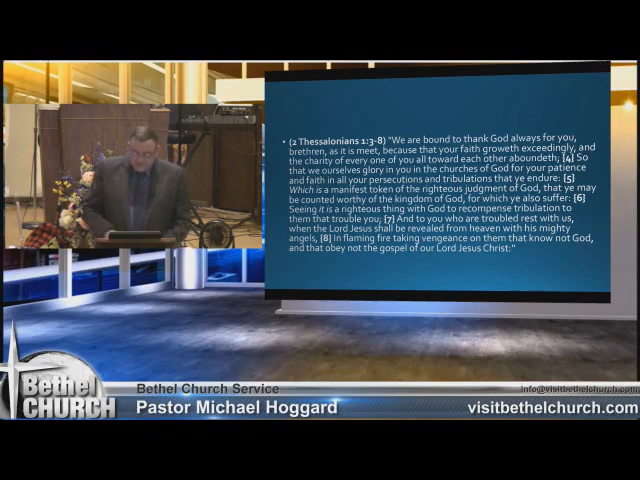 • (2 Thessalonians 1:3-8) "We are bound to thank God always for you,
brethren, as it is meet, because that your faith groweth exceedingly, and
the charity of every one of you all toward each other aboundeth; {4} So
that we ourselves glory in you in the churches of God for your patience
and faith in all your persecutions and tribulations that ye endure: {5}
Which is a manifest token of the righteous judgment of God, that ye may
be counted worthy of the kingdom of God, for which ye also suffer: {6}
Seeing it is a righteous thing with God to recompense tribulation to
them that trouble you; {7} And to you who are troubled rest with us,
when the Lord Jesus shall be revealed from heaven with his mighty
angels, {8} In flaming fire taking vengeance on them that know not God,
and that obey not the gospel of our Lord Jesus Christ:"
Bethel
CHURCH
Bethel Church Service
info@visitbethelchurch.com
Pastor Michael Hoggard
visitbethelchurch.com